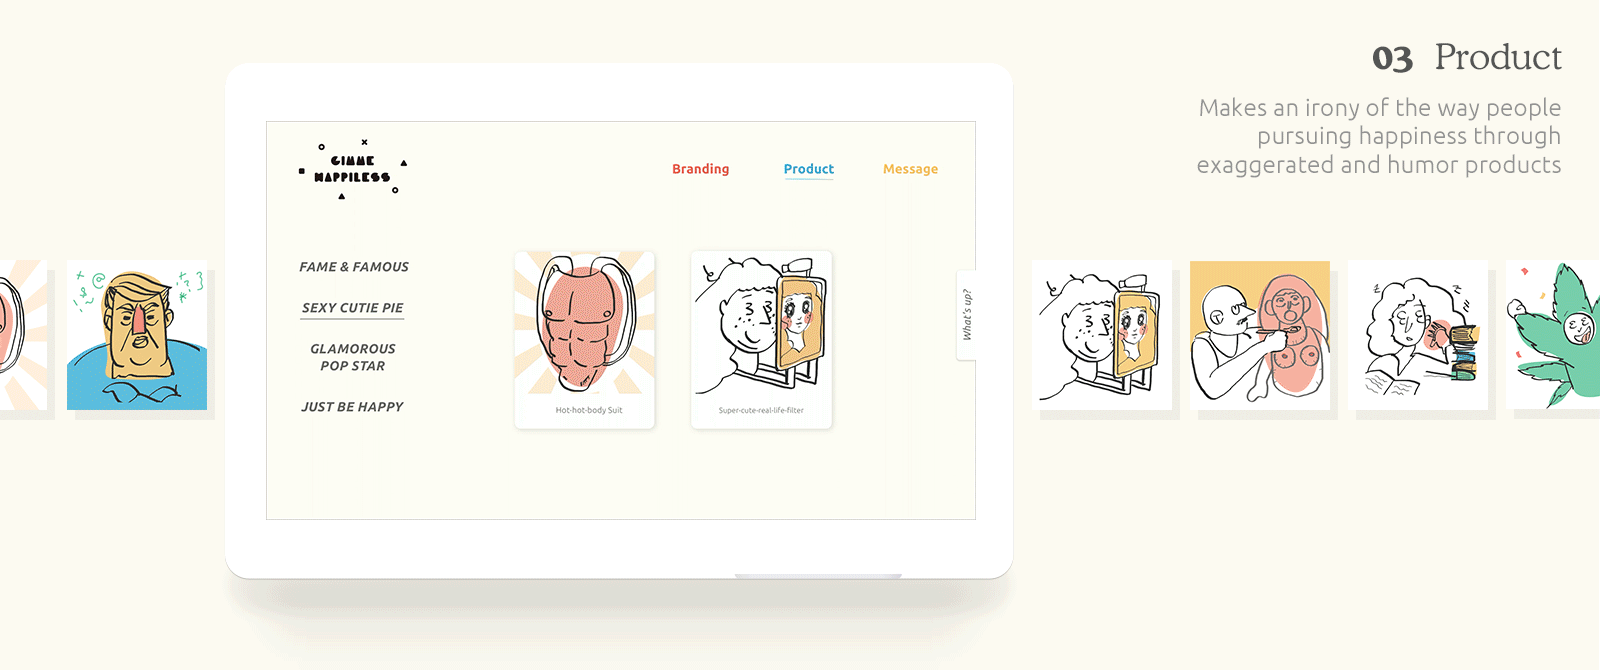 03 Product
Makes an irony of the way people
pursuing happiness through
exaggerated and humor products
GIMME
HAPPILESS
Branding
Product
Message
FAME & FAMOUS
SEXY CUTIE PIE
GLAMOROUS
POP STAR
JUST BE HAPPY
Hot-hot-body Suit
Super-cute-real-life-filter
What's up?